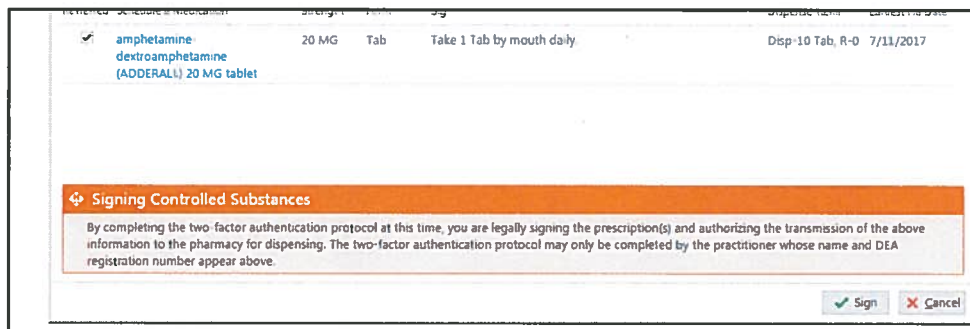 amphetamine- 20 MG Tab Take 1 Tab by mouth daily. Disp-10 Tab, R-0 7/11/2017
dextroamphetamine
(ADDERALL) 20 MG tablet
Signing Controlled Substances
By completing the two-factor authentication protocol at this time, you are legally signing the prescription(s) and authorizing the transmission of the above
information to the pharmacy for dispensing. The two-factor authentication protocol may only be completed by the practitioner whose name and DEA
registration number appear above.
Sign Cancel